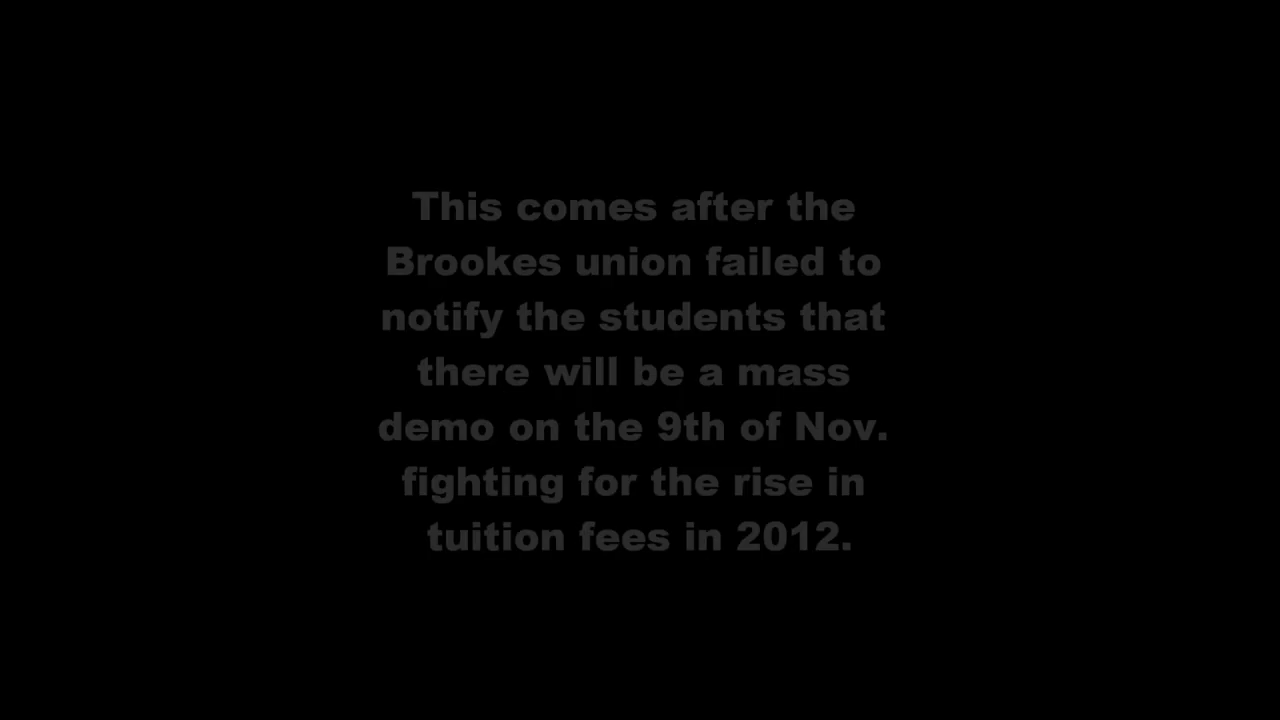 This comes after the
Brookes union failed to
notify the students that
there will be a mass
demo on the 9th of Nov.
fighting for the rise in
tuition fees in 2012.